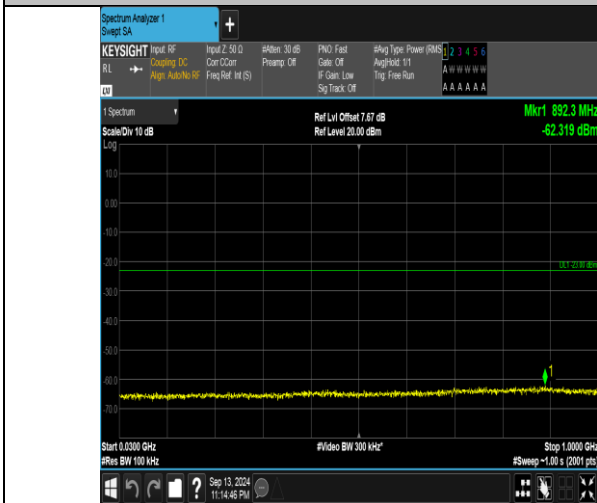 Spectrum Analyzer 1
Swept SA
+
KEYSIGHT Input: RF Input Z: 50 Ω #Atten: 30 dB PNO: Fast #Avg Type: Power (RMS 1 2 3 4 5 6
RL Coupling: DC Corr CCorr Preamp: Off Gate: Off Avg|Hold: 1/1 A W W W W W
Align: Auto/No RF Freq Ref: Int (S) IF Gain: Low Trig: Free Run
Sig Track: Off A A A A A A
1 Spectrum
Ref Lvl Offset 7.67 dB Mkr1 892.3 MHz
Scale/Div 10 dB Ref Level 20.00 dBm -62.319 dBm
Log
10.0
0.00
-10.0
-20.0
DL1 -23.00 dBm
-30.0
-40.0
-50.0
1
-60.0
-70.0
Start 0.0300 GHz #Video BW 300 kHz* Stop 1.0000 GHz
#Res BW 100 kHz #Sweep ~1.00 s (2001 pts)
? Sep 13, 2024
11:14:46 PM